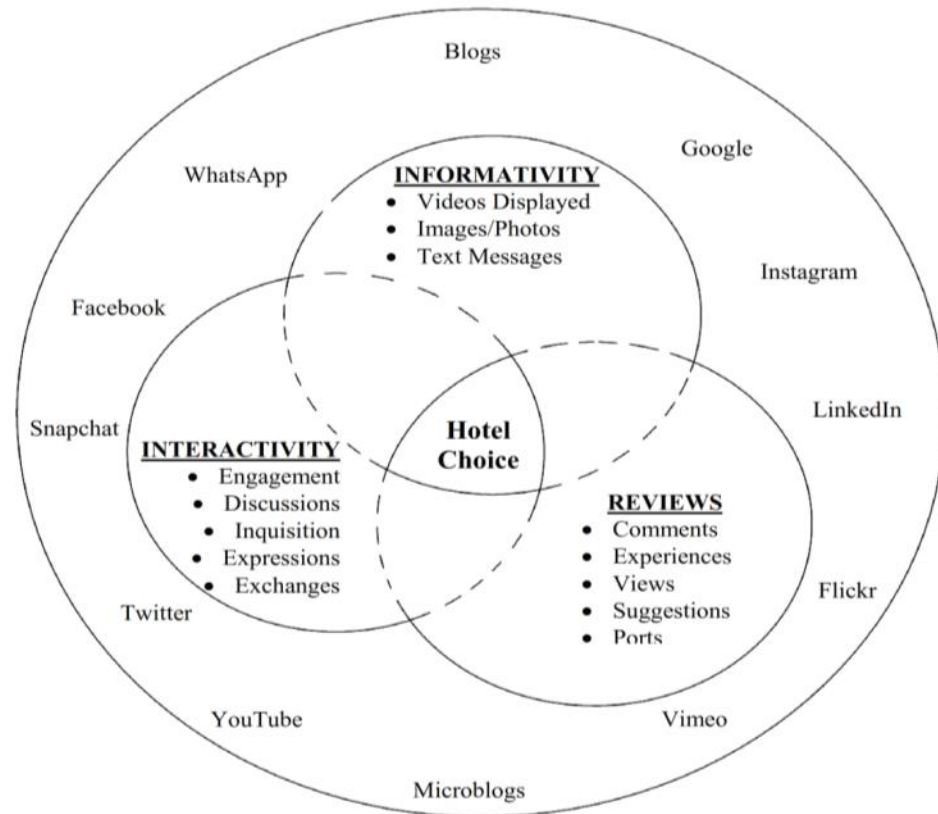 Blogs
Google
WhatsApp
INFORMATIVITY
• Videos Displayed
• Images/Photos
• Text Messages
Instagram
Facebook
LinkedIn
Snapchat
Hotel
Choice
INTERACTIVITY
• Engagement
• Discussions
• Inquisition
• Expressions
• Exchanges
REVIEWS
• Comments
• Experiences
• Views
• Suggestions
• Ports
Flickr
Twitter
YouTube
Vimeo
Microblogs